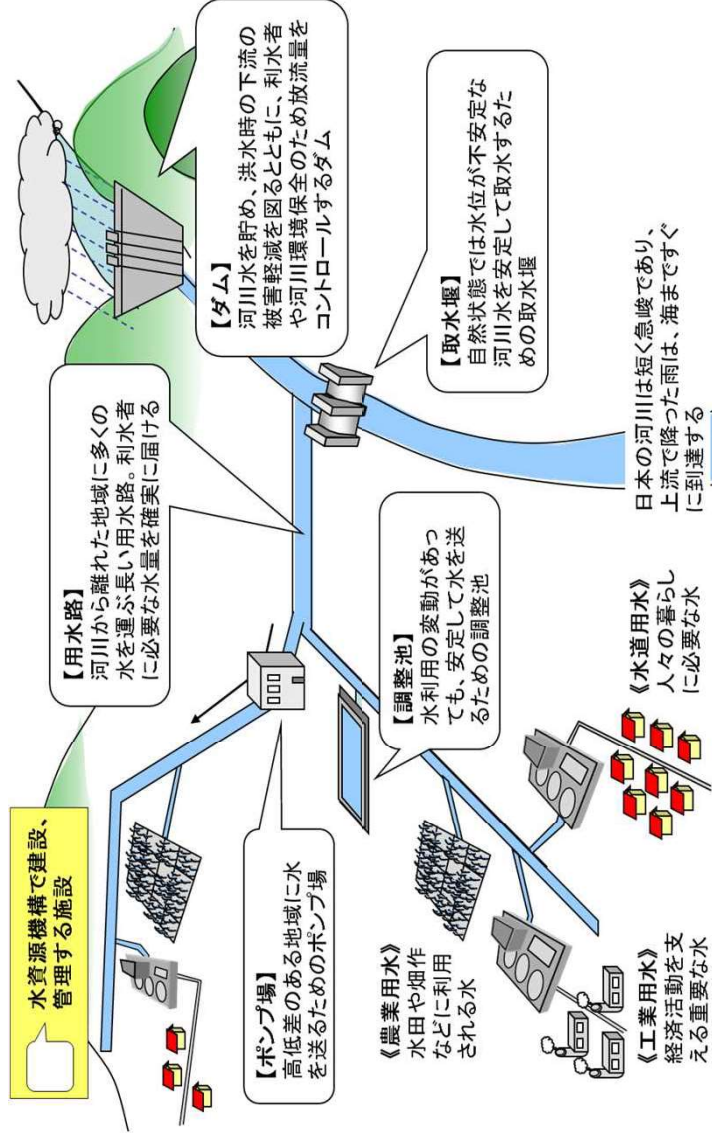 水資源機構で建設、
管理する施設
【用水路】
河川から離れた地域に多くの
水を運ぶ長い用水路。利水者
に必要な水量を確実に届ける
【ダム】
河川水を貯め、洪水時の下流の
被害軽減を図るとともに、利水者
や河川環境保全のため放流量を
コントロールするダム
【ポンプ場】
高低差のある地域に水
を送るためのポンプ場
【調整池】
水利用の変動があっ
ても、安定して水を送
るための調整池
【取水堰】
自然状態では水位が不安定な
河川水を安定して取水するた
めの取水堰
《農業用水》
水田や畑作
などに利用
される水
《工業用水》
経済活動を支
える重要な水
《水道用水》
人々の暮らし
に必要な水
日本の河川は短く急峻であり、
上流で降った雨は、海まですぐ
に到達する